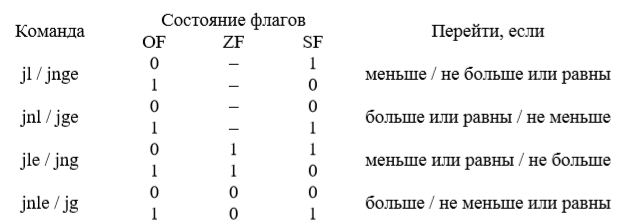 Команда Состояние флагов Перейти, если
OF ZF SF
jl / jnge 0 – 1 меньше / не больше или равны
1 – 0
jnl / jge 0 – 0 больше или равны / не меньше
1 – 1
jle / jng 0 1 1 меньше или равны / не больше
1 1 0
jnle / jg 0 0 0 больше / не меньше или равны
1 0 1